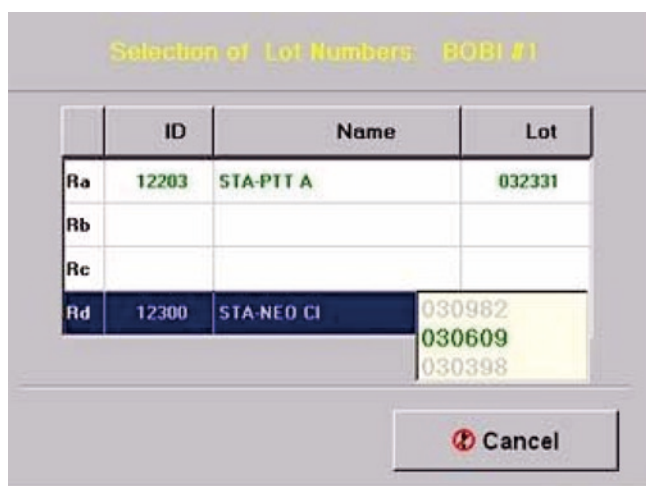 Selection of Lot Numbers: BOBI #1
ID Name Lot
Ra 12203 STA-PTT A 032331
Rb
Rc
Rd 12300 STA-NEO CI 030982
030609
030398
Cancel